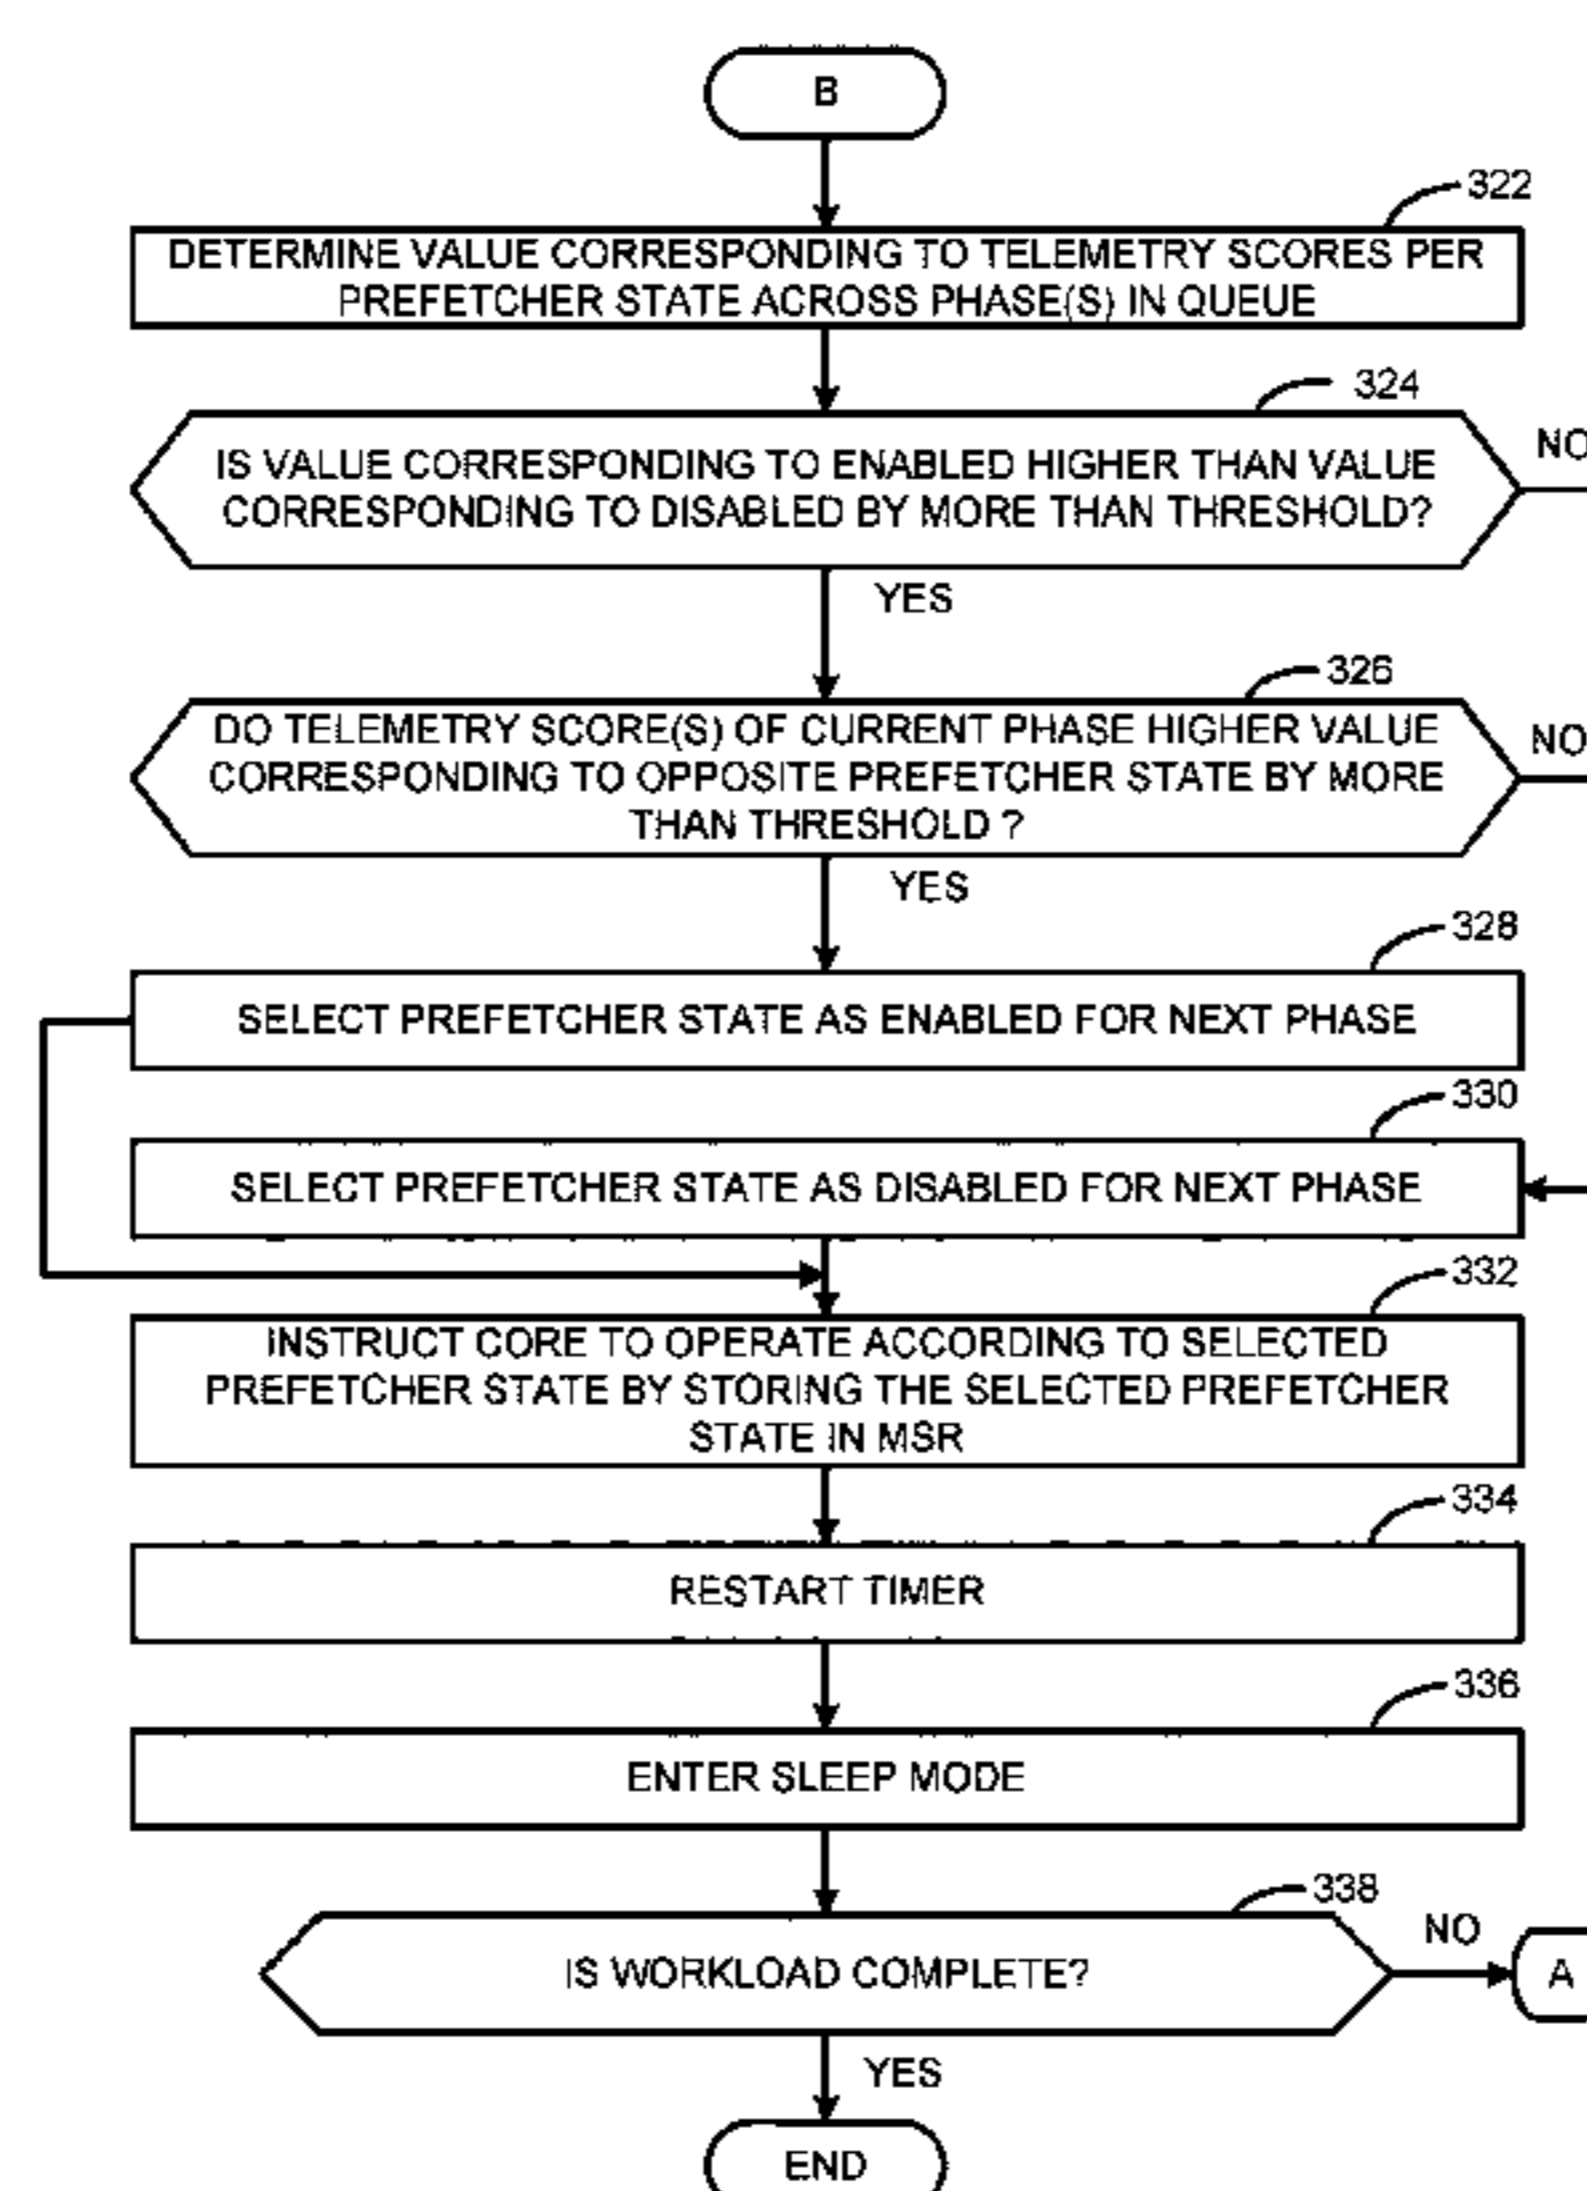 B
322
DETERMINE VALUE CORRESPONDING TO TELEMETRY SCORES PER
PREFETCHER STATE ACROSS PHASE(S) IN QUEUE
324
IS VALUE CORRESPONDING TO ENABLED HIGHER THAN VALUE
CORRESPONDING TO DISABLED BY MORE THAN THRESHOLD?
NO
YES
326
DO TELEMETRY SCORE(S) OF CURRENT PHASE HIGHER VALUE
CORRESPONDING TO OPPOSITE PREFETCHER STATE BY MORE
THAN THRESHOLD ?
NO
YES
328
SELECT PREFETCHER STATE AS ENABLED FOR NEXT PHASE
330
SELECT PREFETCHER STATE AS DISABLED FOR NEXT PHASE
332
INSTRUCT CORE TO OPERATE ACCORDING TO SELECTED
PREFETCHER STATE BY STORING THE SELECTED PREFETCHER
STATE IN MSR
334
RESTART TIMER
336
ENTER SLEEP MODE
338
IS WORKLOAD COMPLETE?
NO
A
YES
END